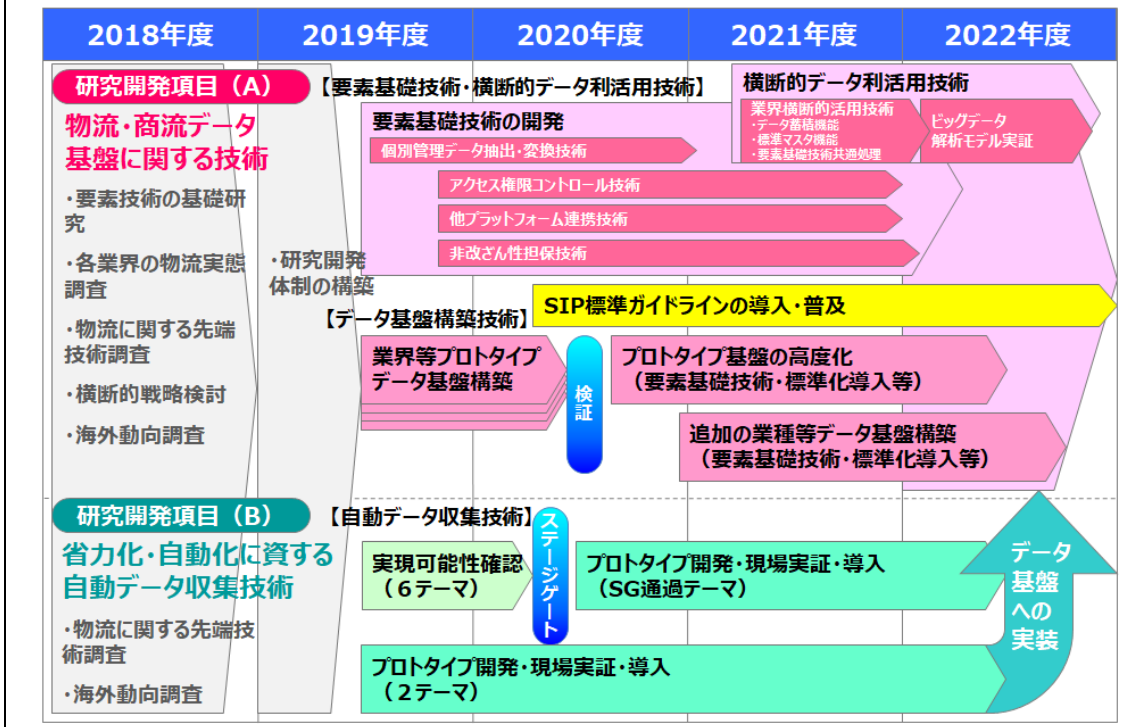 2018年度
2019年度
2020年度
2021年度
2022年度
研究開発項目（A）
物流・商流データ
基盤に関する技術
・要素技術の基礎研
究
・各業界の物流実態
調査
・物流に関する先端
技術調査
・横断的戦略検討
・海外動向調査
・研究開発
体制の構築
【要素基礎技術・横断的データ利活用技術】
要素基礎技術の開発
個別管理データ抽出・変換技術
アクセス権限コントロール技術
他プラットフォーム連携技術
非改ざん性担保技術
横断的データ利活用技術
業界横断的活用技術
・データ蓄積機能
・標準マスタ機能
・要素基礎技術共通処理
ビッグデータ
解析モデル実証
SIP標準ガイドラインの導入・普及
【データ基盤構築技術】
業界等プロトタイプ
データ基盤構築
検証
プロトタイプ基盤の高度化
（要素基礎技術・標準化導入等）
追加の業種等データ基盤構築
（要素基礎技術・標準化導入等）
研究開発項目（B）
省力化・自動化に資する
自動データ収集技術
・物流に関する先端技
術調査
・海外動向調査
【自動データ収集技術】
実現可能性確認
（６テーマ）
ステージゲート
プロトタイプ開発・現場実証・導入
（SG通過テーマ）
プロトタイプ開発・現場実証・導入
（２テーマ）
データ
基盤
への
実装